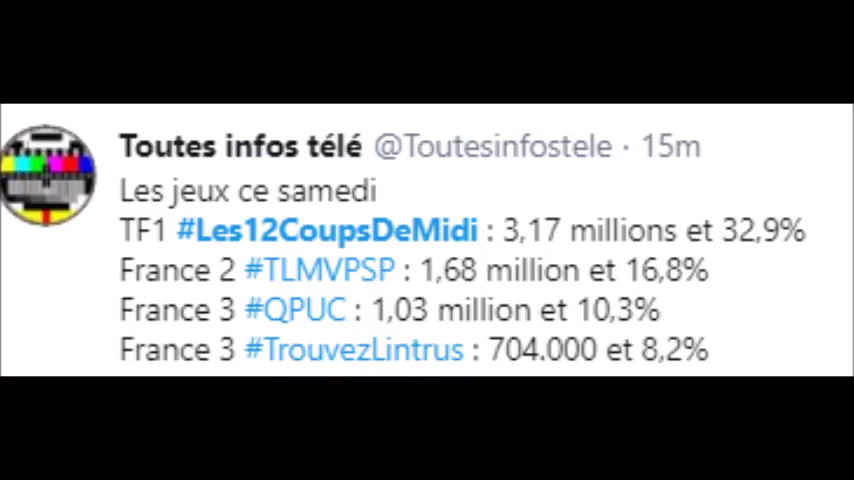 Toutes infos télé @Toutesinfostele · 15m
Les jeux ce samedi
TF1 #Les12CoupsDeMidi : 3,17 millions et 32,9%
France 2 #TLMVPSP : 1,68 million et 16,8%
France 3 #QPUC : 1,03 million et 10,3%
France 3 #TrouvezLintrus : 704.000 et 8,2%